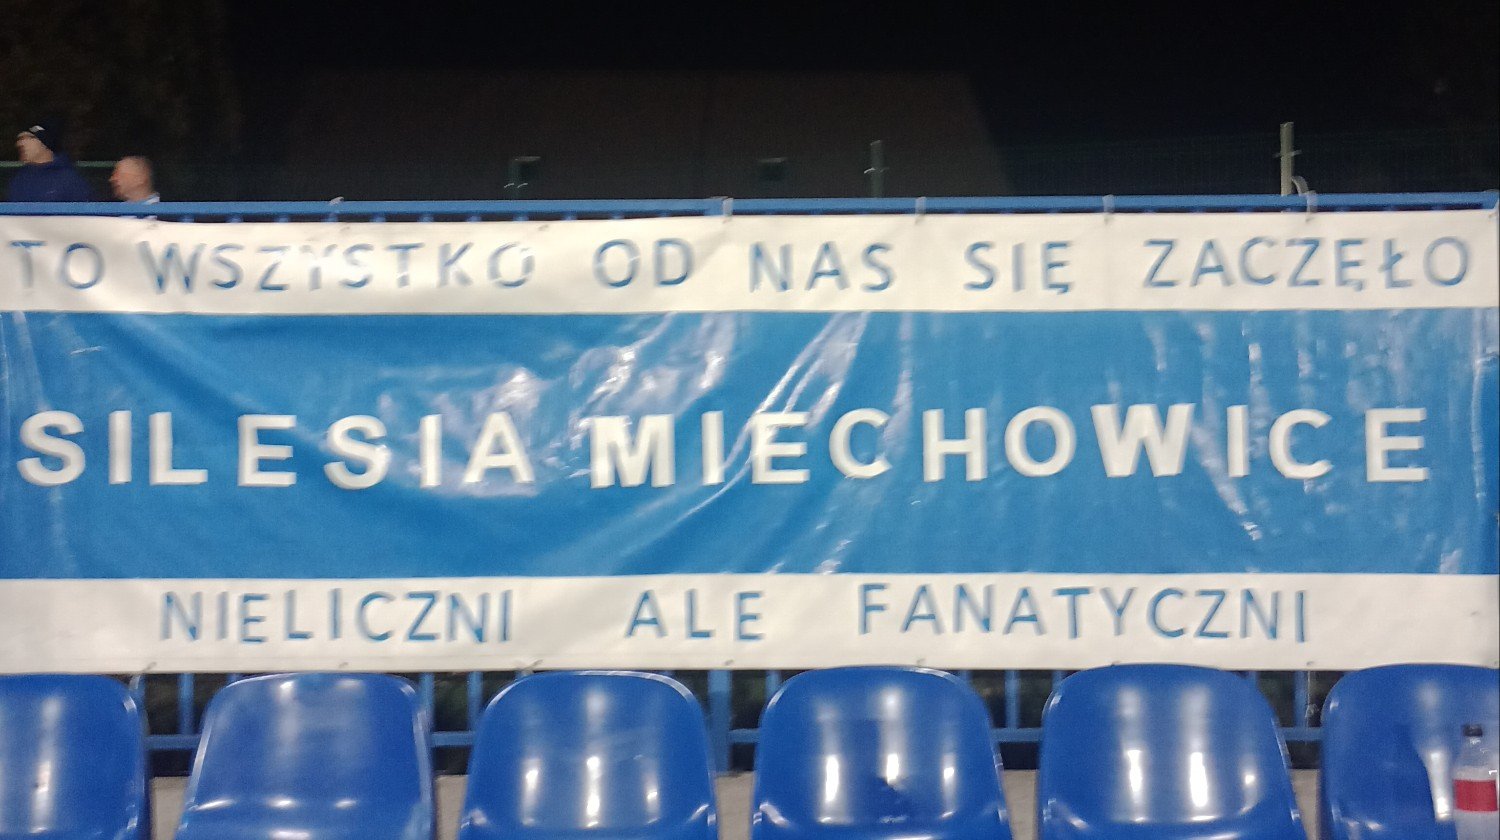 TO WSZYSTKO OD NAS SIĘ ZACZĘŁO
SILESIA MIECHOWICE
NIELICZNI ALE FANATYCZNI